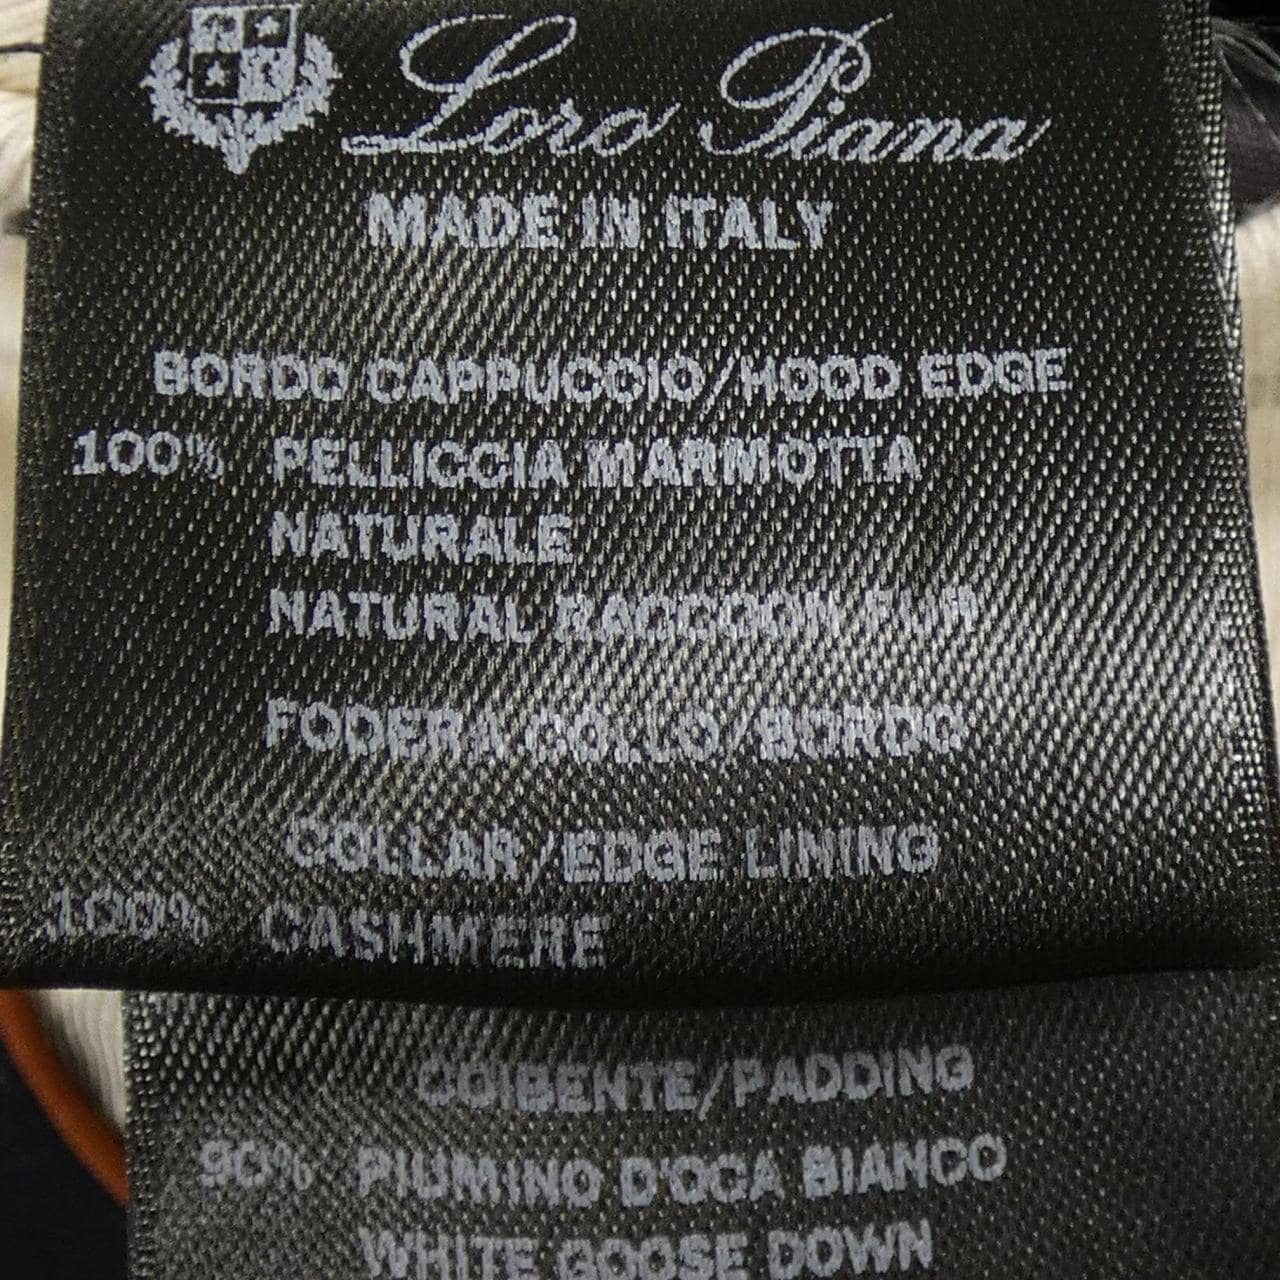 Loro Piana
MADE IN ITALY
BORDO CAPPUCCIO/HOOD EDGE
100% PELLICCIA MARMOTTA
NATURALE
NATURAL RACCOON FUR
FODERA COLLO/BORDO
COLLAR/EDGE LINING
100% CASHMERE
COIBENTE/PADDING
90% PIUMINO D'OCA BIANCO
WHITE GOOSE DOWN